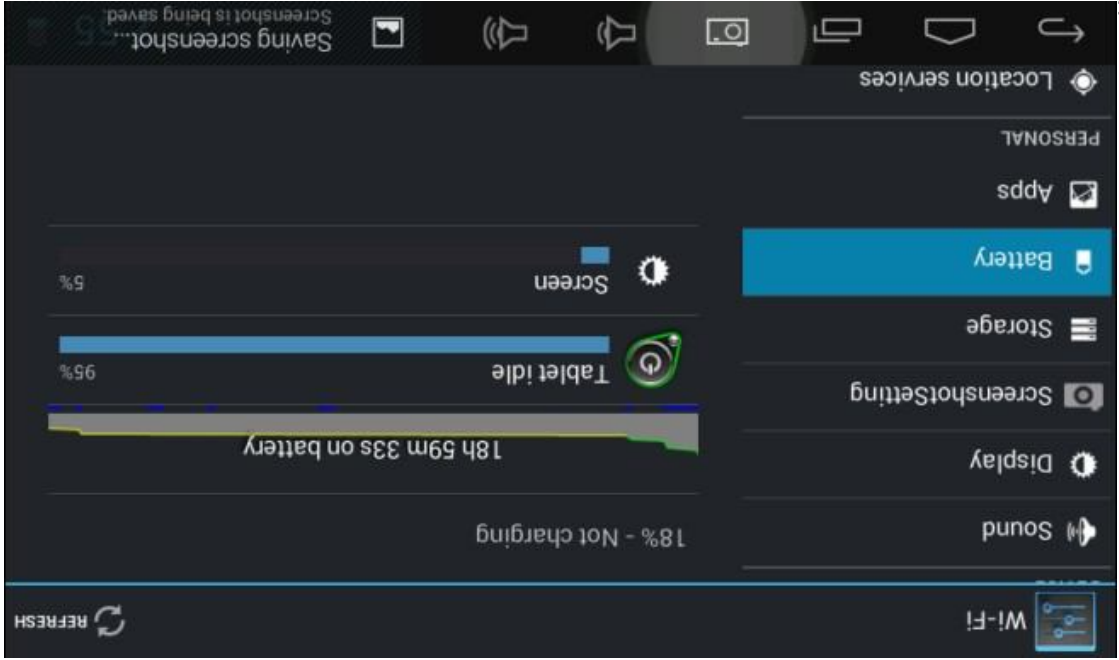 Wi-Fi
REFRESH
Sound
Display
ScreenshotSetting
Storage
Battery
Apps
PERSONAL
Location services
18% - Not charging
18h 59m 33s on battery
Tablet idle
95%
Screen
5%
Saving screenshot...
Screenshot is being saved.